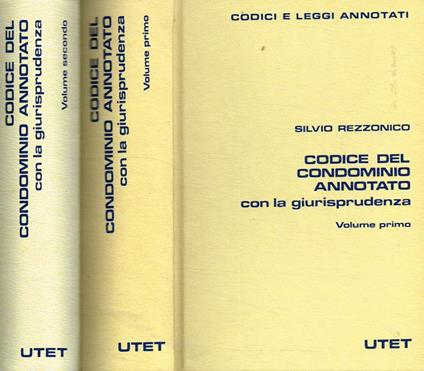 CODICE DEL
CONDOMINIO ANNOTATO
con la giurisprudenza
Volume secondo
UTET
CODICE DEL
CONDOMINIO ANNOTATO
con la giurisprudenza
Volume primo
UTET
CODICI E LEGGI ANNOTATI
SILVIO REZZONICO
CODICE DEL
CONDOMINIO
ANNOTATO
con la giurisprudenza
Volume primo
UTET